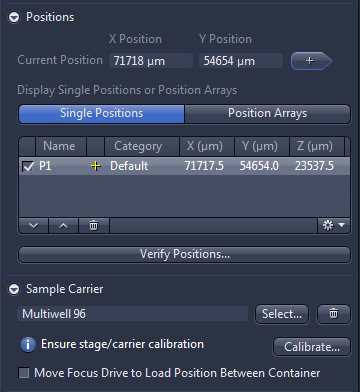 Positions
X Position Y Position
Current Position 71718 µm 54654 µm +
Display Single Positions or Position Arrays
Single Positions Position Arrays
Name Category X (µm) Y (µm) Z (µm)
P1 Default 71717.5 54654.0 23537.5
Verify Positions...
Sample Carrier
Multiwell 96 Select...
Ensure stage/carrier calibration Calibrate...
Move Focus Drive to Load Position Between Container